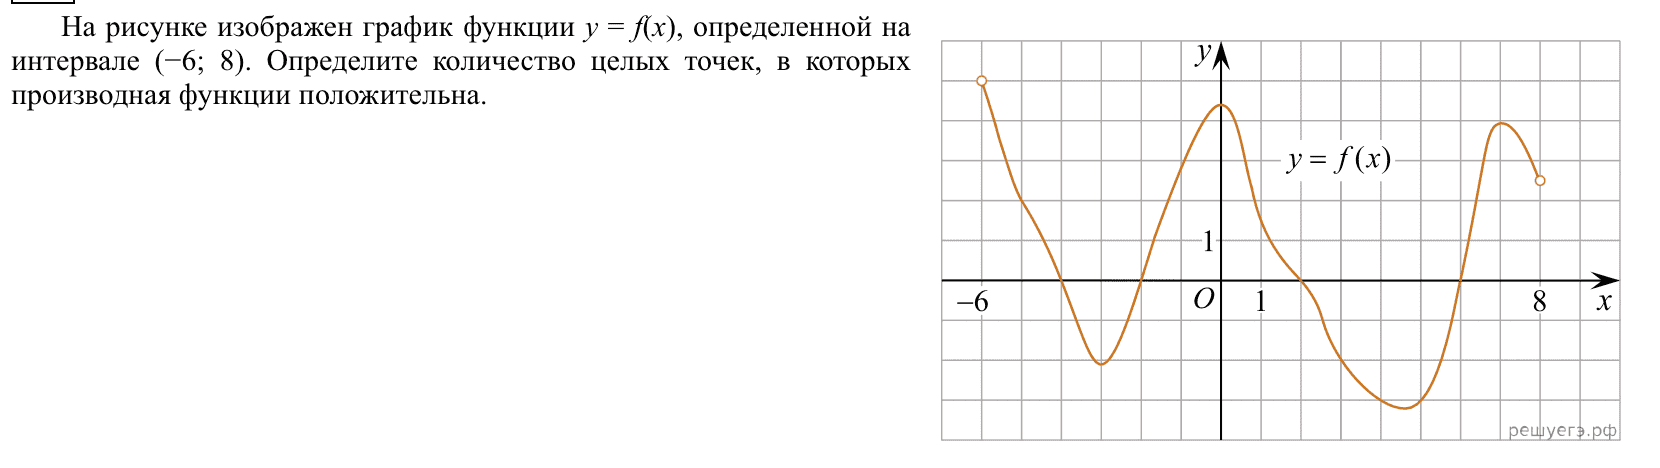 На рисунке изображен график функции y = f(x), определенной на
интервале (−6; 8). Определите количество целых точек, в которых
производная функции положительна.
y
y = f (x)
1
−6
O
1
8
x
решуегэ.рф